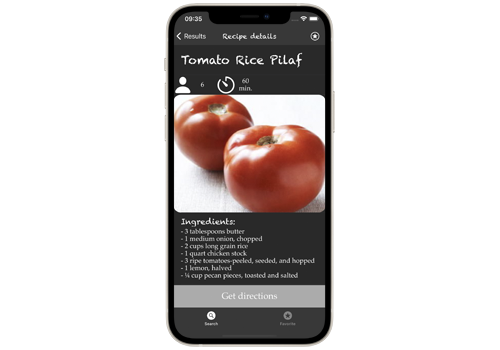 09:35
Results
Recipe details
Tomato Rice Pilaf
6
60
min.
Ingredients:
- 3 tablespoons butter
- 1 medium onion, chopped
- 2 cups long grain rice
- 1 quart chicken stock
- 3 ripe tomatoes-peeled, seeded, and hopped
- 1 lemon, halved
- ¼ cup pecan pieces, toasted and salted
Get directions
Search
Favorite